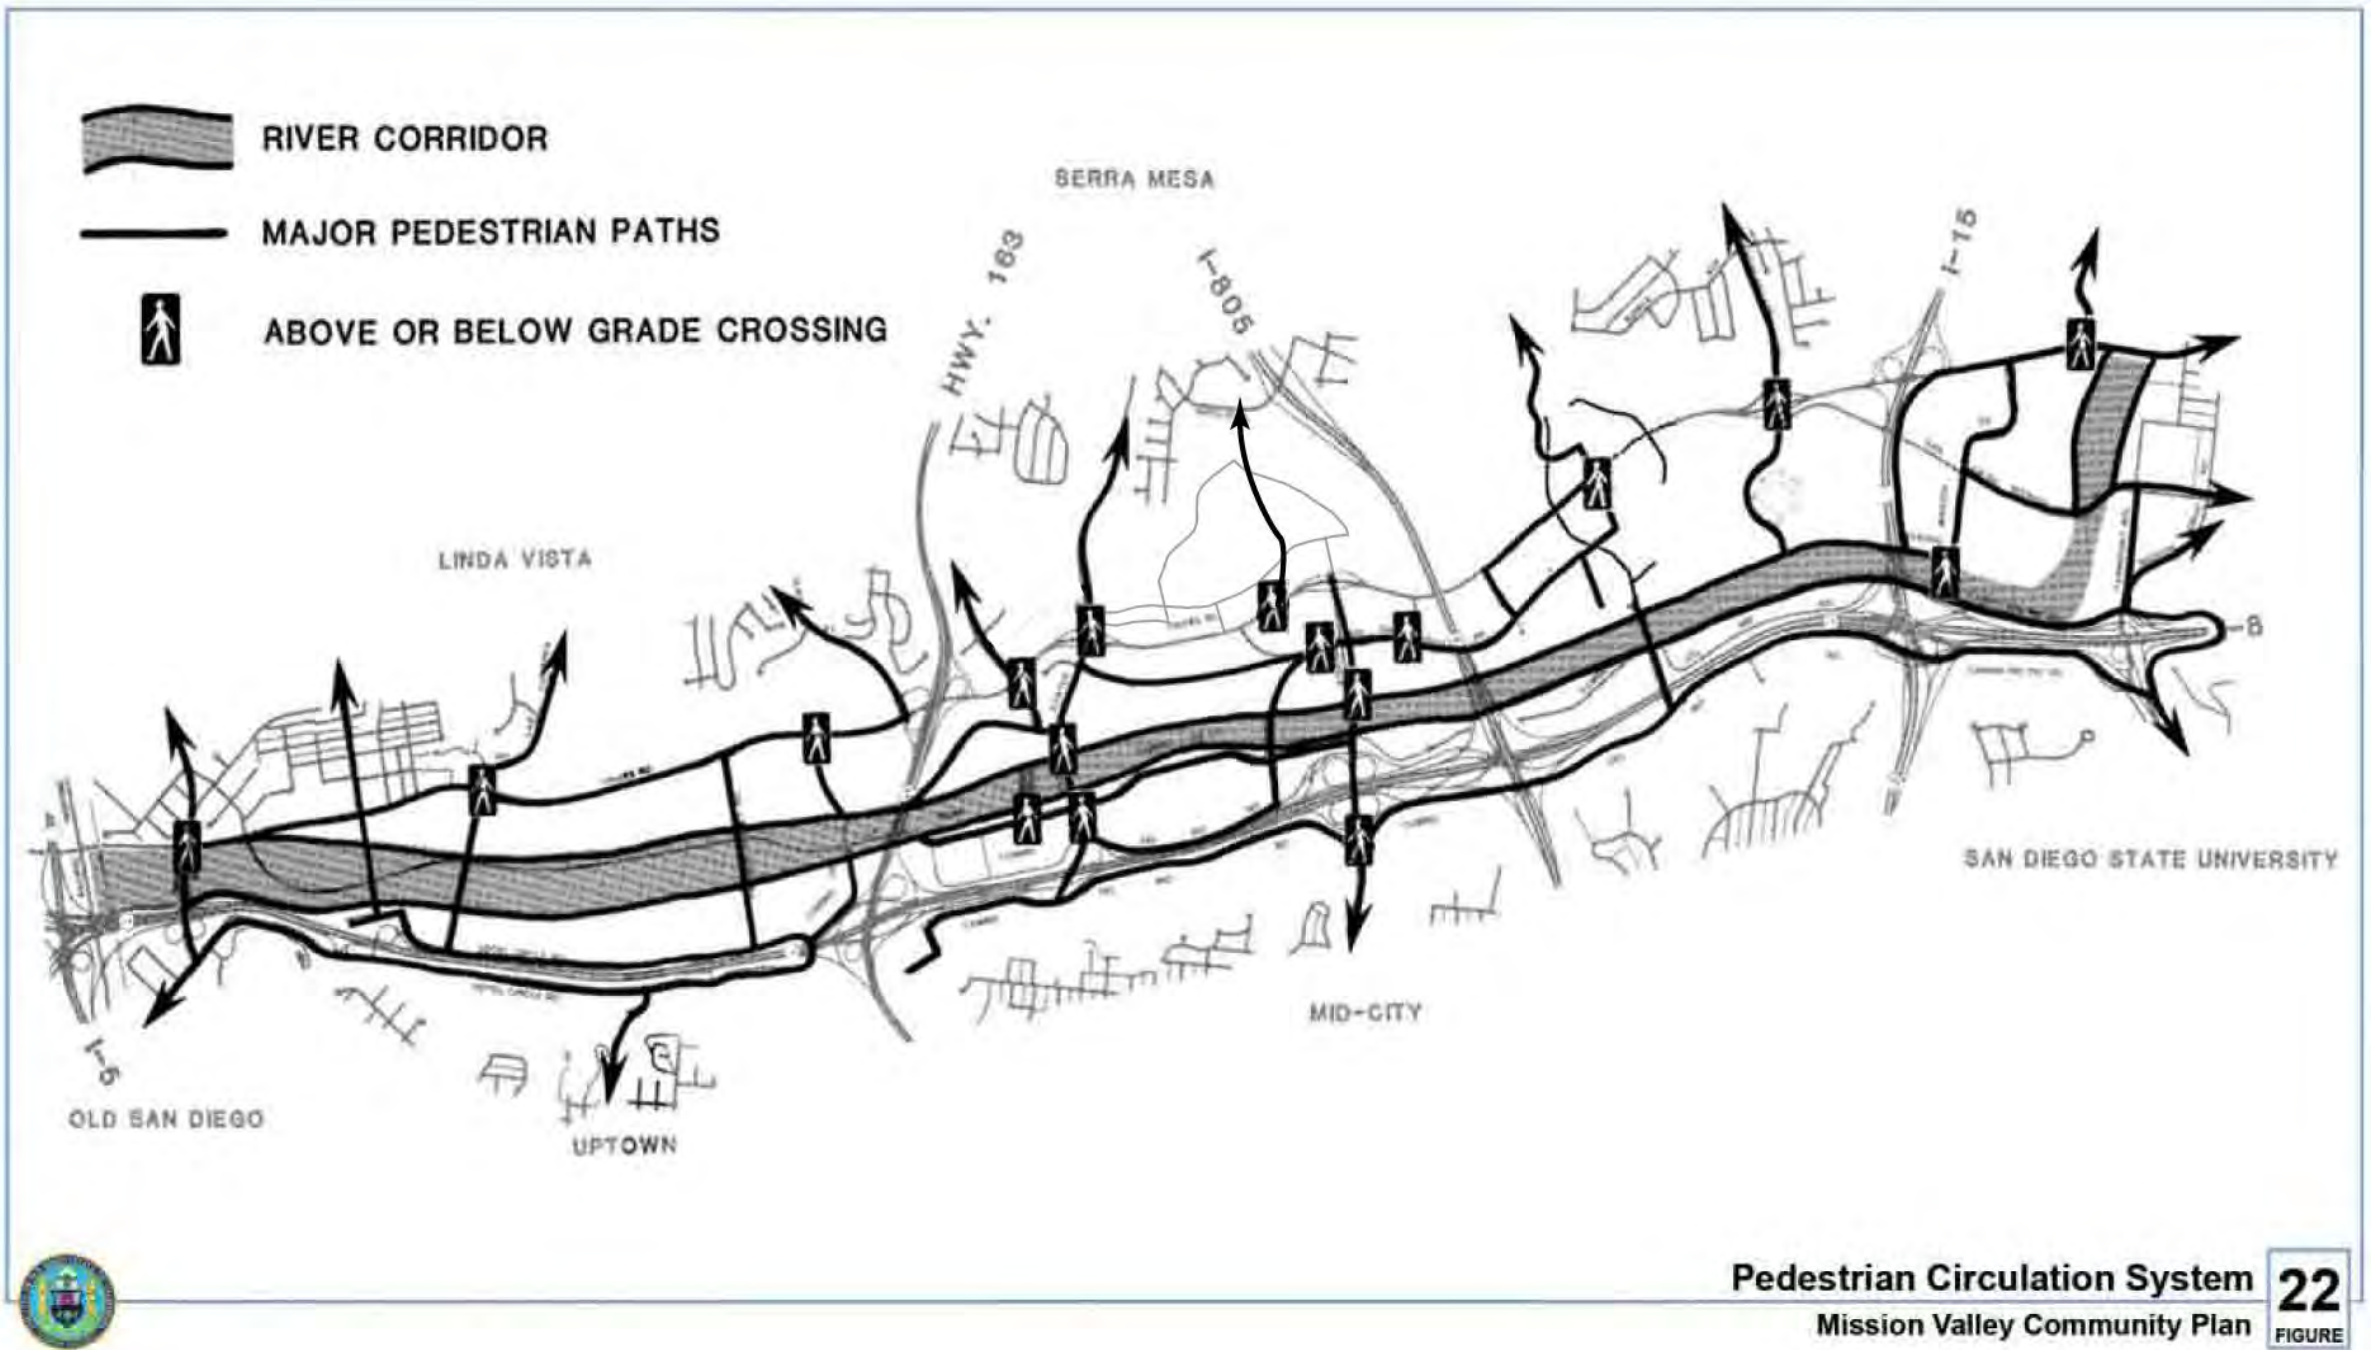 RIVER CORRIDOR
MAJOR PEDESTRIAN PATHS
ABOVE OR BELOW GRADE CROSSING
SERRA MESA
HWY. 163
I-805
I-15
LINDA VISTA
8
SAN DIEGO STATE UNIVERSITY
MID-CITY
I-5
OLD SAN DIEGO
UPTOWN
Pedestrian Circulation System
Mission Valley Community Plan
22
FIGURE